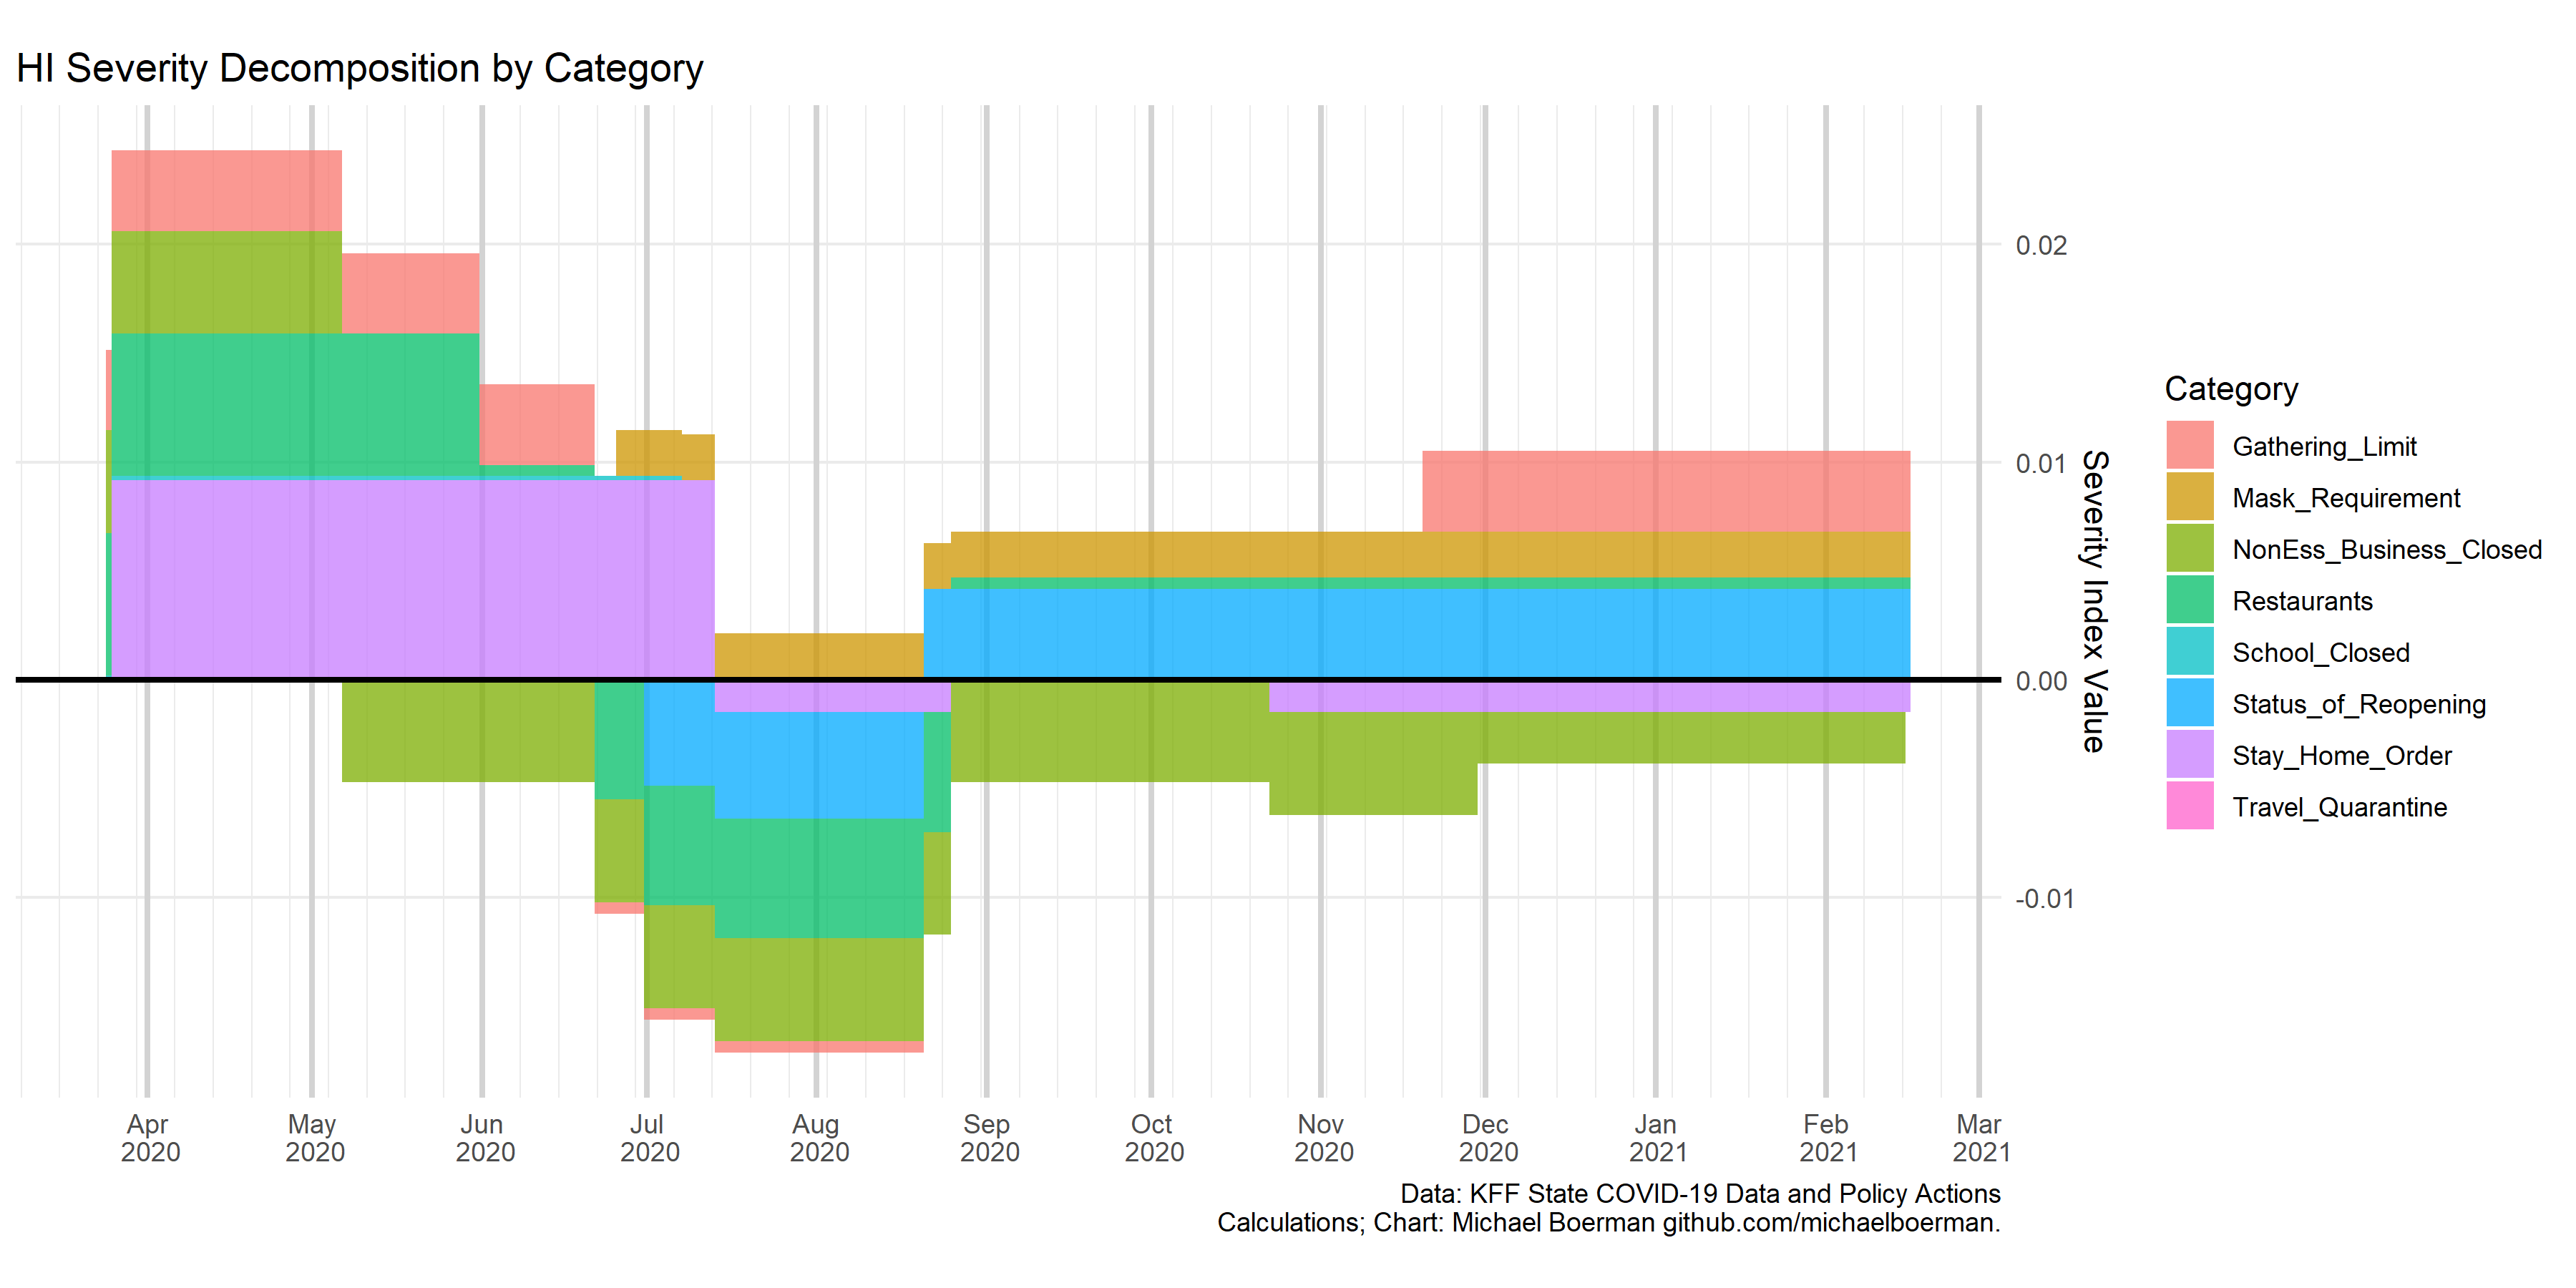 HI Severity Decomposition by Category
0.02
0.01
0.00
-0.01
Severity Index Value
Apr
2020
May
2020
Jun
2020
Jul
2020
Aug
2020
Sep
2020
Oct
2020
Nov
2020
Dec
2020
Jan
2021
Feb
2021
Mar
2021
Category
Gathering_Limit
Mask_Requirement
NonEss_Business_Closed
Restaurants
School_Closed
Status_of_Reopening
Stay_Home_Order
Travel_Quarantine
Data: KFF State COVID-19 Data and Policy Actions
Calculations; Chart: Michael Boerman github.com/michaelboerman.